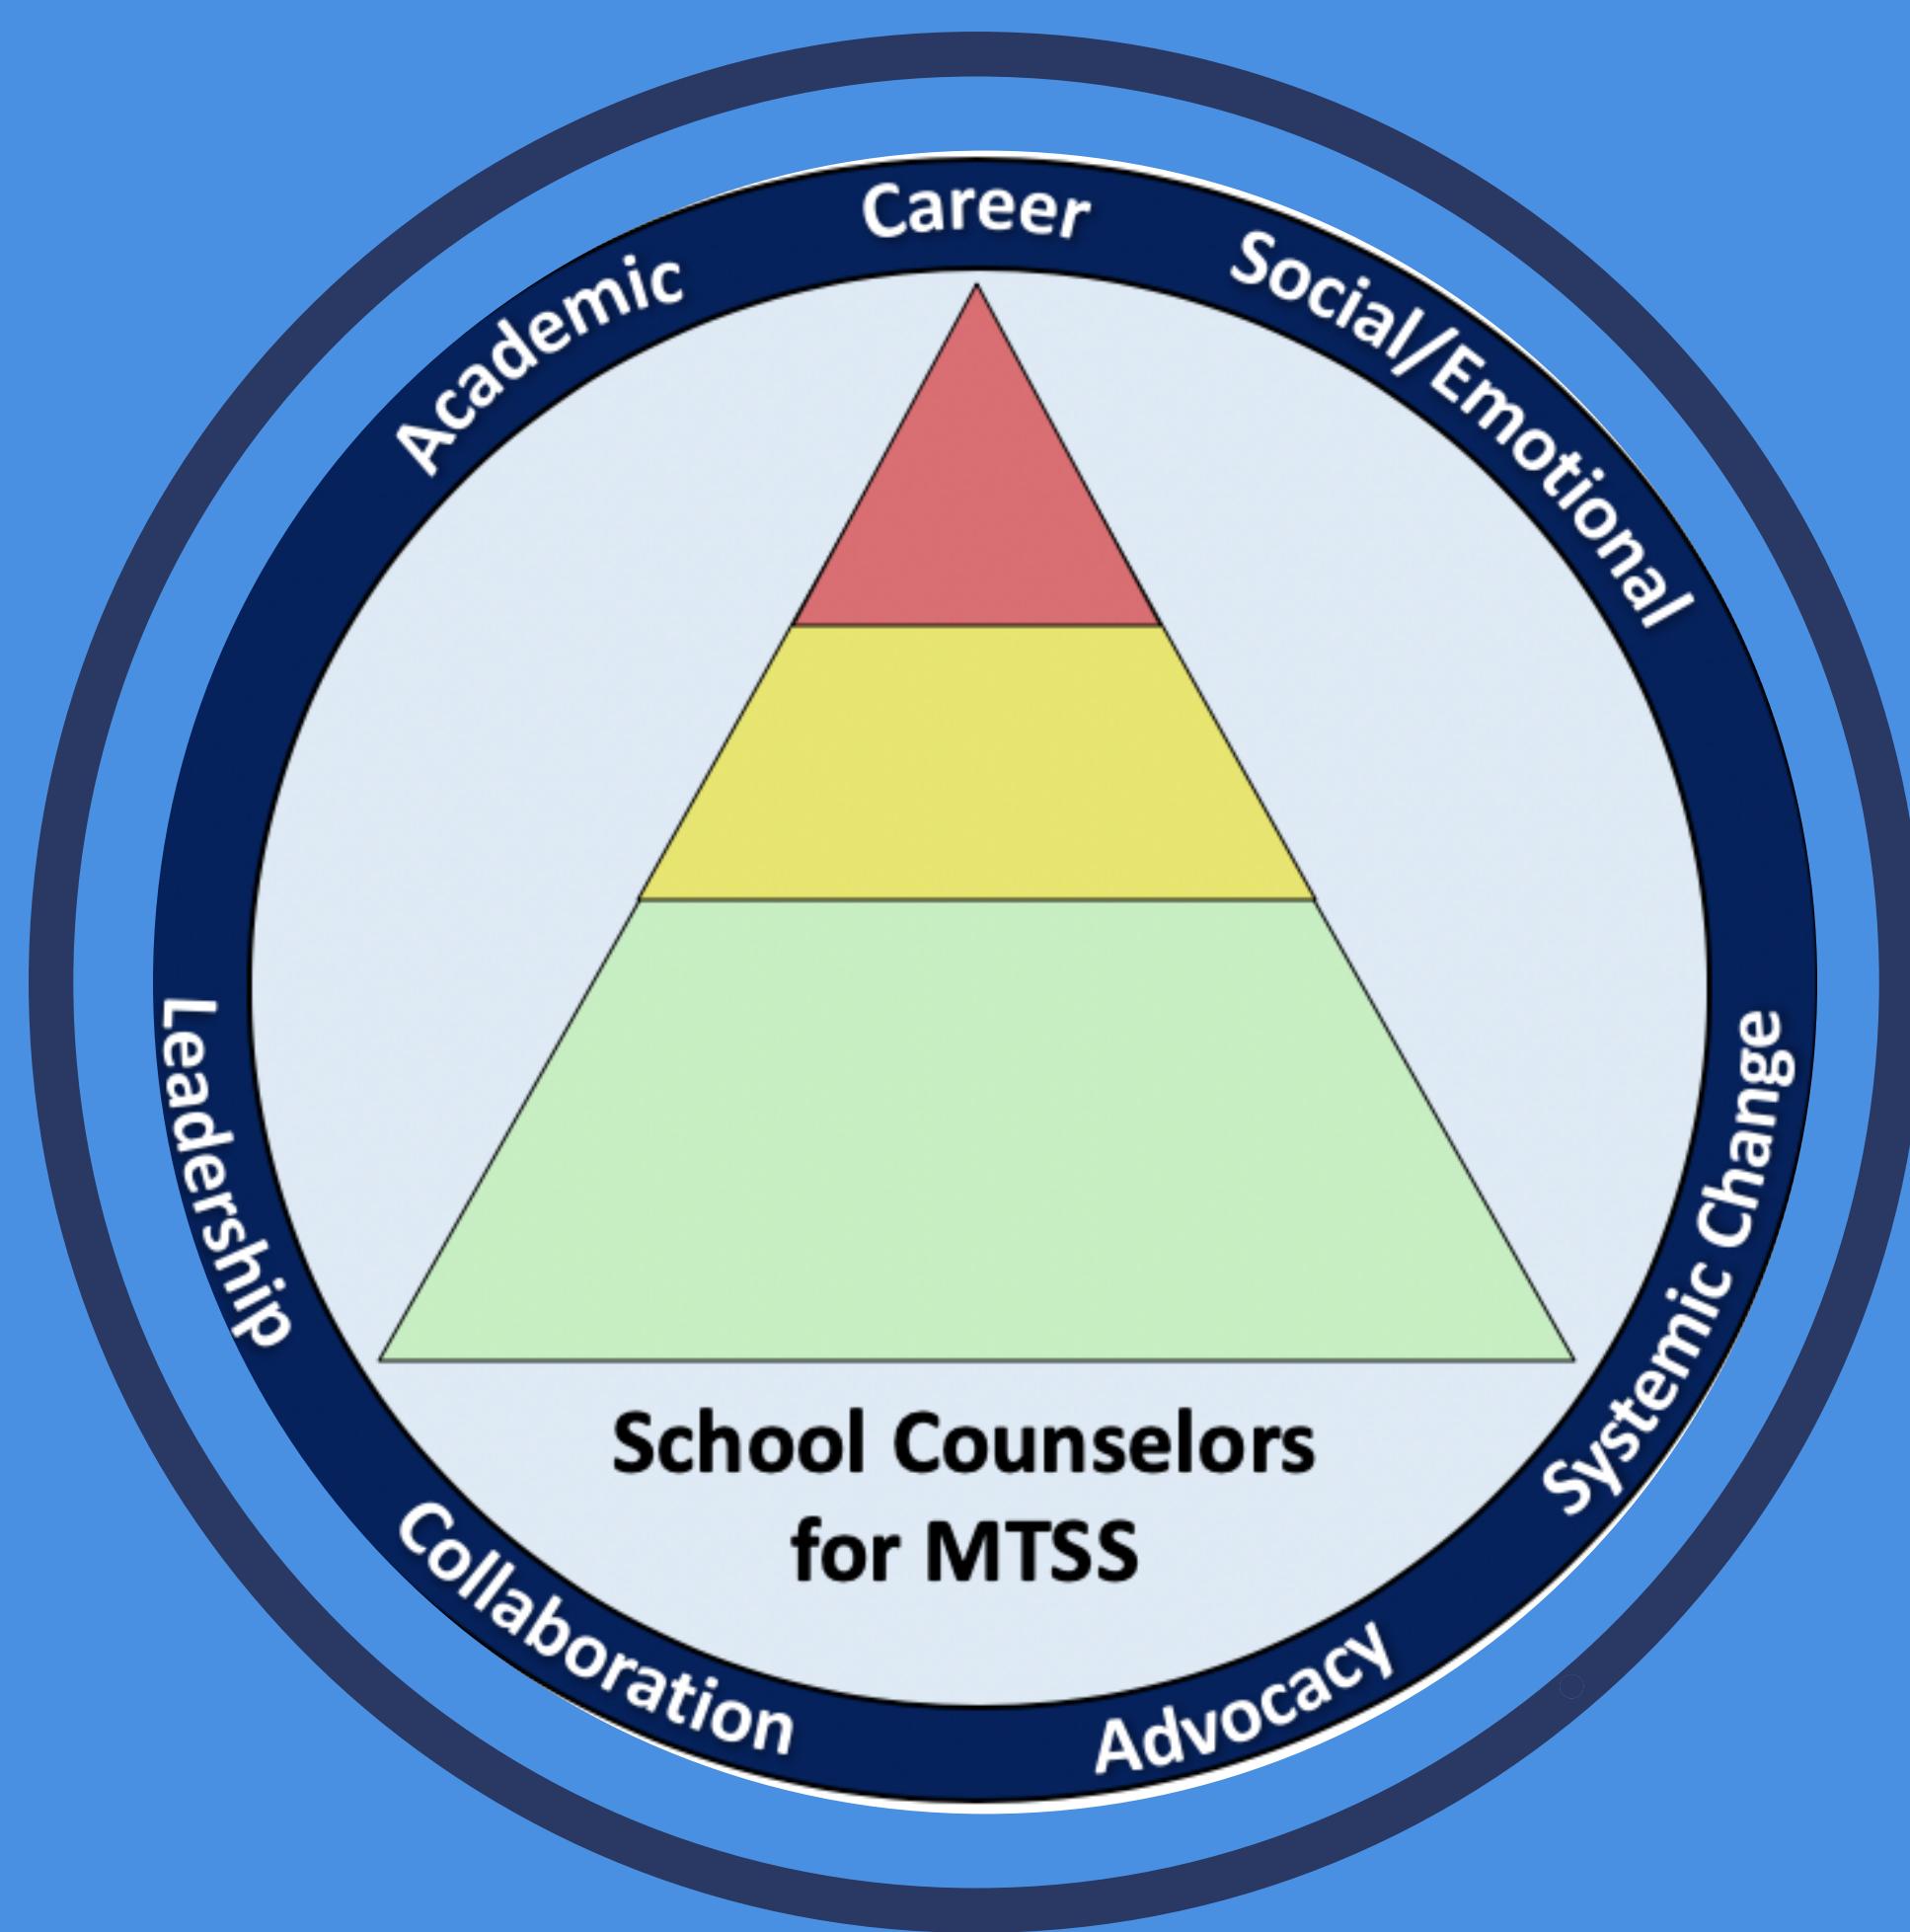 Academic
Career
Social/Emotional
Leadership
Collaboration
Advocacy
Systemic Change
School Counselors
for MTSS